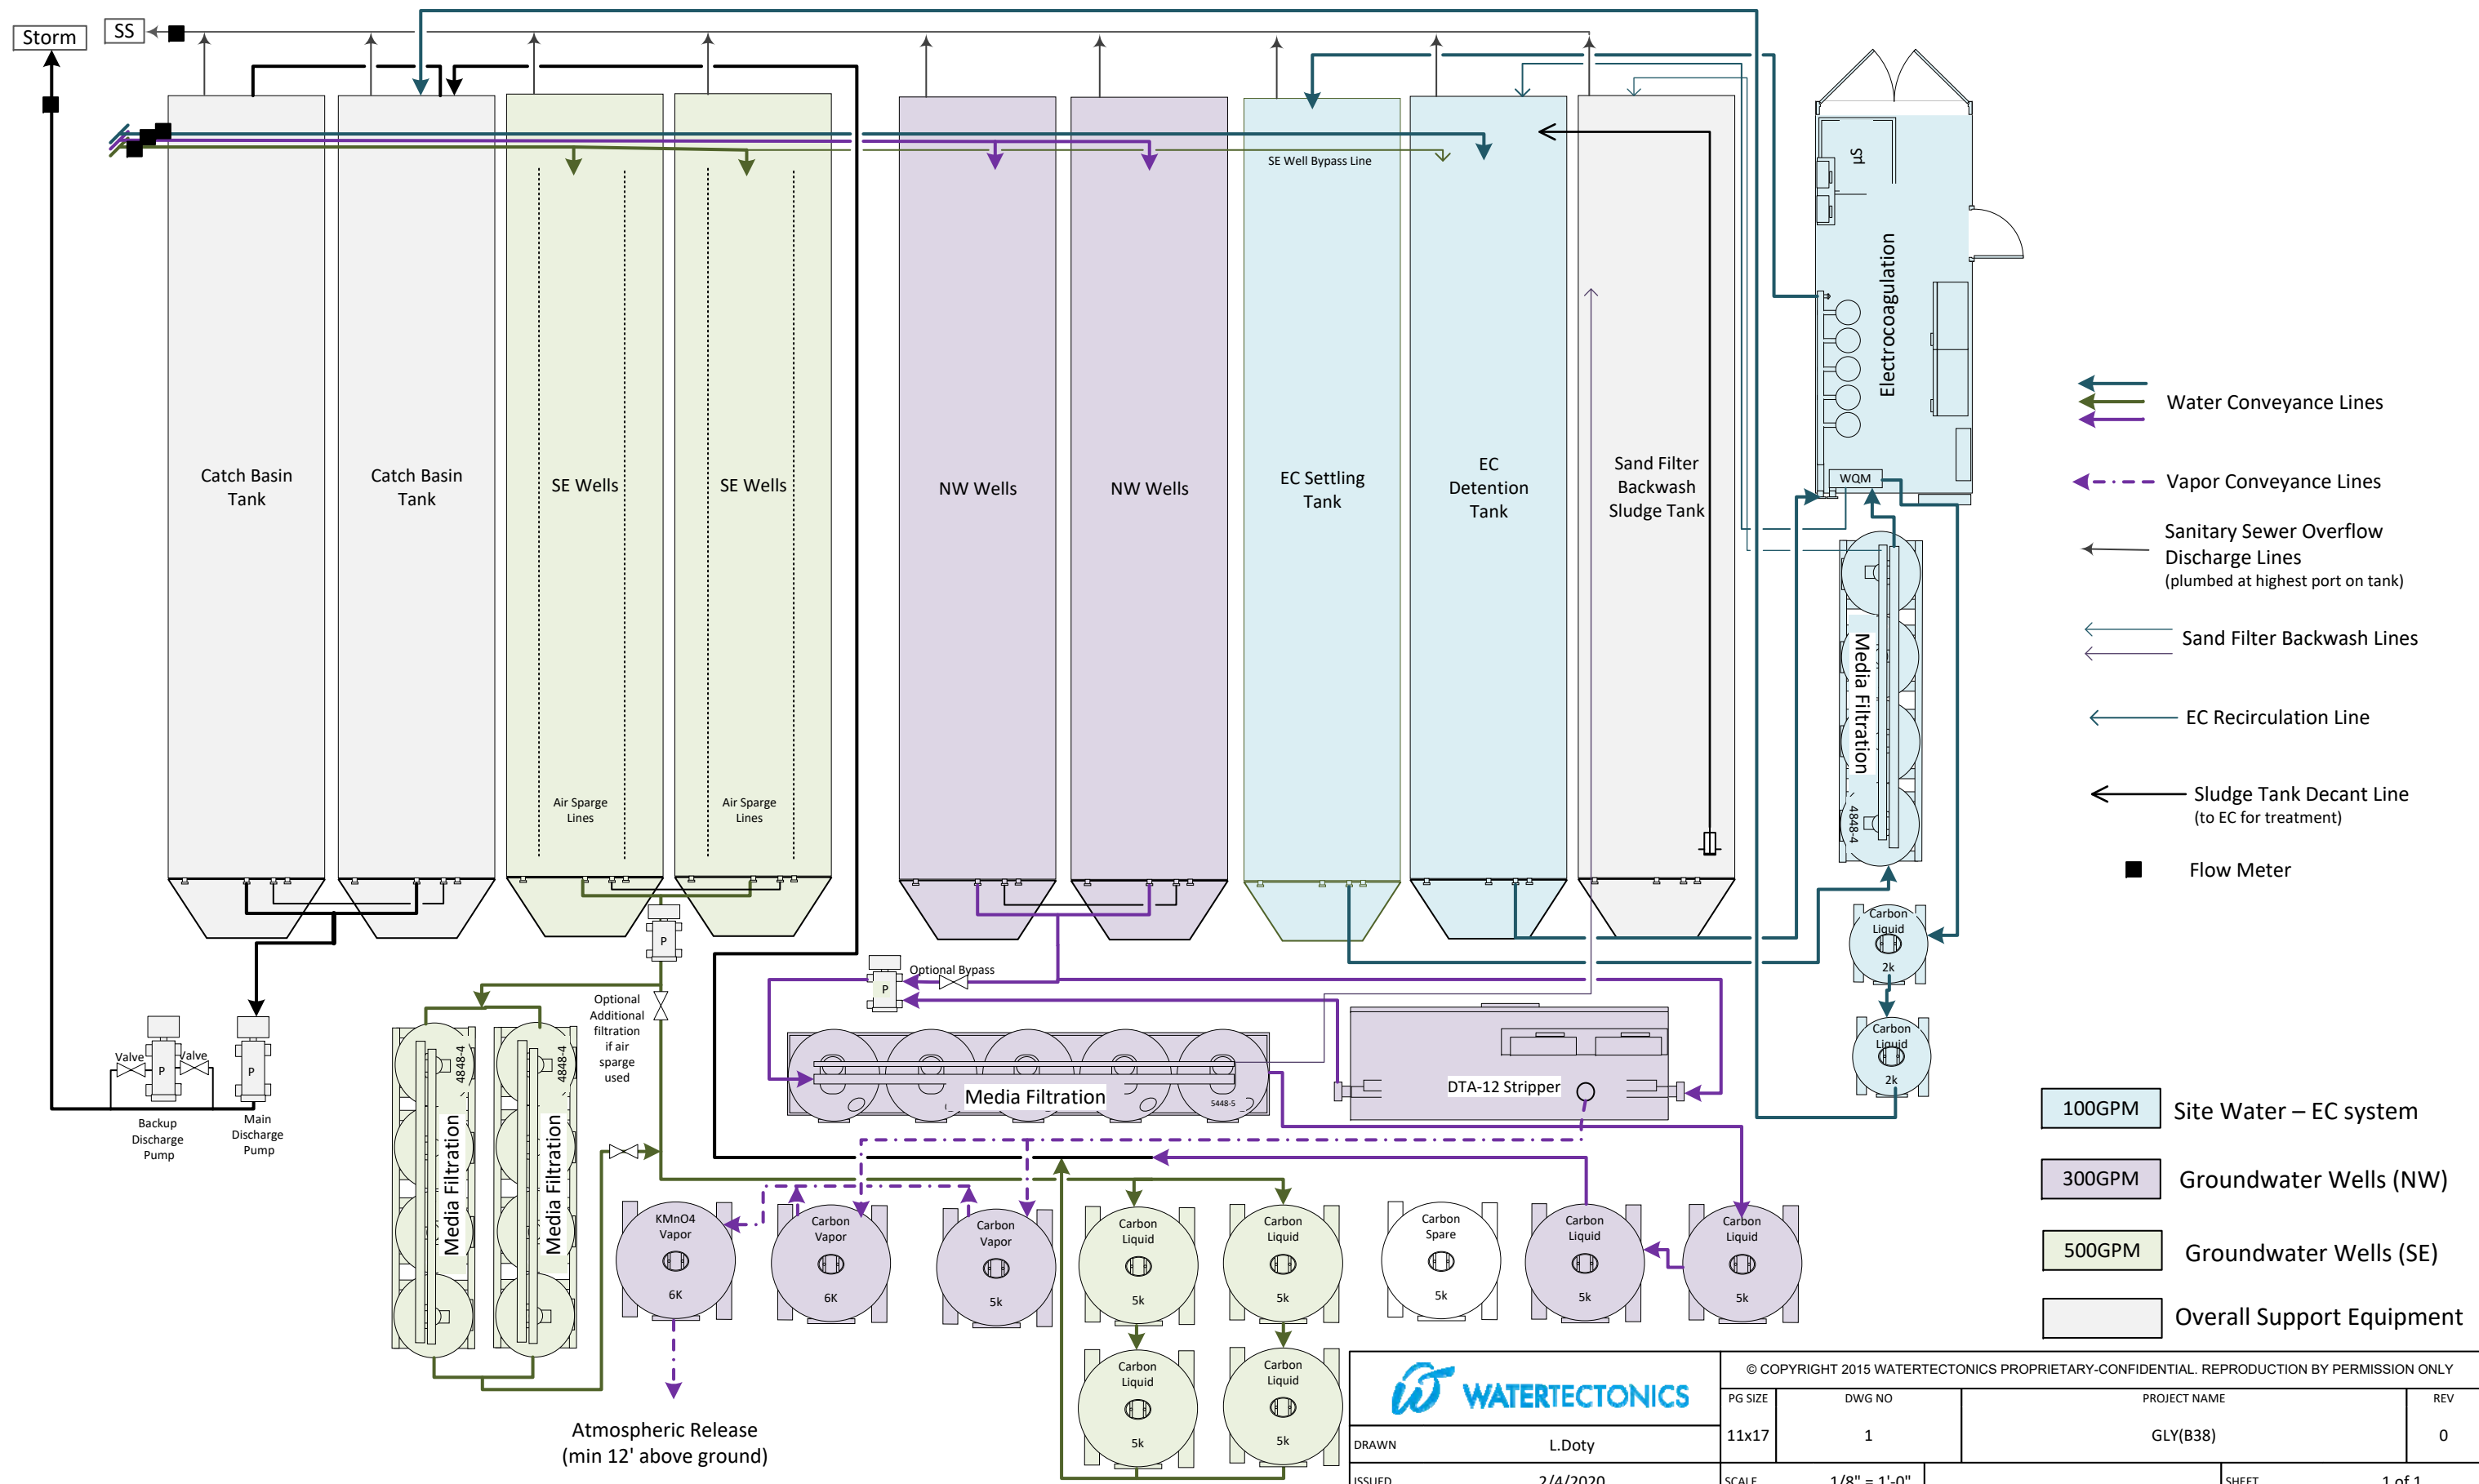 Storm
SS
Catch Basin
Tank
Catch Basin
Tank
SE Wells
SE Wells
NW Wells
NW Wells
SE Well Bypass Line
EC Settling
Tank
EC
Detention
Tank
Sand Filter
Backwash
Sludge Tank
Air Sparge
Lines
Air Sparge
Lines
µS
Electrocoagulation
WQM
Media Filtration
4848-4
Carbon
Liquid
2k
Carbon
Liquid
2k
Water Conveyance Lines
Vapor Conveyance Lines
Sanitary Sewer Overflow
Discharge Lines
(plumbed at highest port on tank)
Sand Filter Backwash Lines
EC Recirculation Line
Sludge Tank Decant Line
(to EC for treatment)
Flow Meter
P
P
Optional Bypass
Optional
Additional
filtration
if air
sparge
used
Valve
Valve
P
P
Backup
Discharge
Pump
Main
Discharge
Pump
4848-4
4848-4
Media Filtration
Media Filtration
Media Filtration
5448-5
DTA-12 Stripper
KMnO4
Vapor
6K
Carbon
Vapor
6K
Carbon
Vapor
5k
Carbon
Liquid
5k
Carbon
Liquid
5k
Carbon
Spare
5k
Carbon
Liquid
5k
Carbon
Liquid
5k
Carbon
Liquid
5k
Carbon
Liquid
5k
Atmospheric Release
(min 12' above ground)
100GPM Site Water – EC system
300GPM Groundwater Wells (NW)
500GPM Groundwater Wells (SE)
Overall Support Equipment
WATERTECTONICS
© COPYRIGHT 2015 WATERTECTONICS PROPRIETARY-CONFIDENTIAL. REPRODUCTION BY PERMISSION ONLY
PG SIZE DWG NO PROJECT NAME REV
11x17 1 GLY(B38) 0
DRAWN L.Doty
ISSUED 2/4/2020 SCALE 1/8" = 1'-0" SHEET 1 of 1